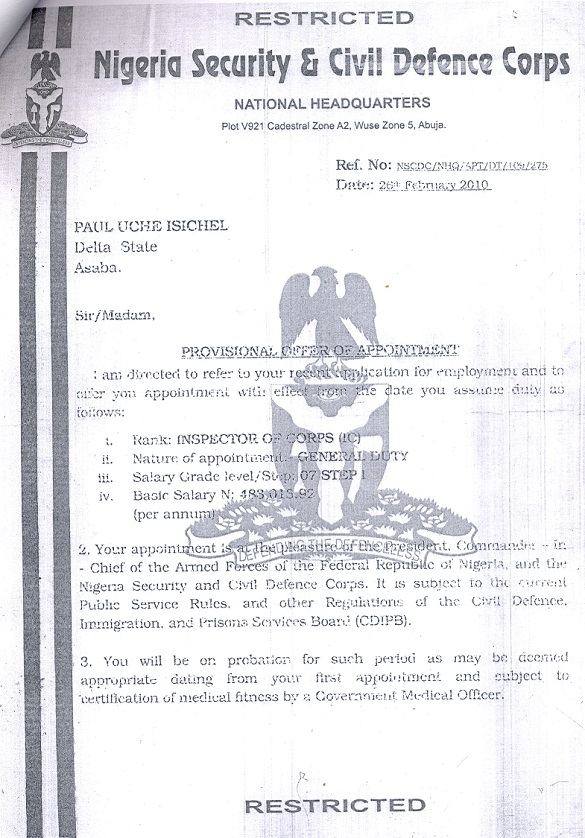 RESTRICTED
Nigeria Security & Civil Defence Corps
NATIONAL HEADQUARTERS
Plot V921 Cadestral Zone A2, Wuse Zone 5, Abuja.
Ref. No: NSCDC/NHQ/APT/DT/109/275
Date: 26th February 2010
PAUL UCHE ISICHEL
Delta State
Asaba.
Sir/Madam,
PROVISIONAL OFFER OF APPOINTMENT
I am directed to refer to your recent application for employment and to
offer you appointment with effect from the date you assume duty as
follows:
i. Rank: INSPECTOR OF CORPS (IC)
ii. Nature of appointment: GENERAL DUTY
iii. Salary Grade level/Step: 07 STEP I
iv. Basic Salary N: 483,013.92
(per annum)
DEFENDING THE DEFENCELESS
2. Your appointment is at the pleasure of the President, Commander – In
- Chief of the Armed Forces of the Federal Republic of Nigeria, and the
Nigeria Security and Civil Defence Corps. It is subject to the current
Public Service Rules, and other Regulations of the Civil Defence,
Immigration, and Prisons Services Board (CDIPB).
3. You will be on probation for such period as may be deemed
appropriate dating from your first appointment and subject to
certification of medical fitness by a Government Medical Officer.
RESTRICTED